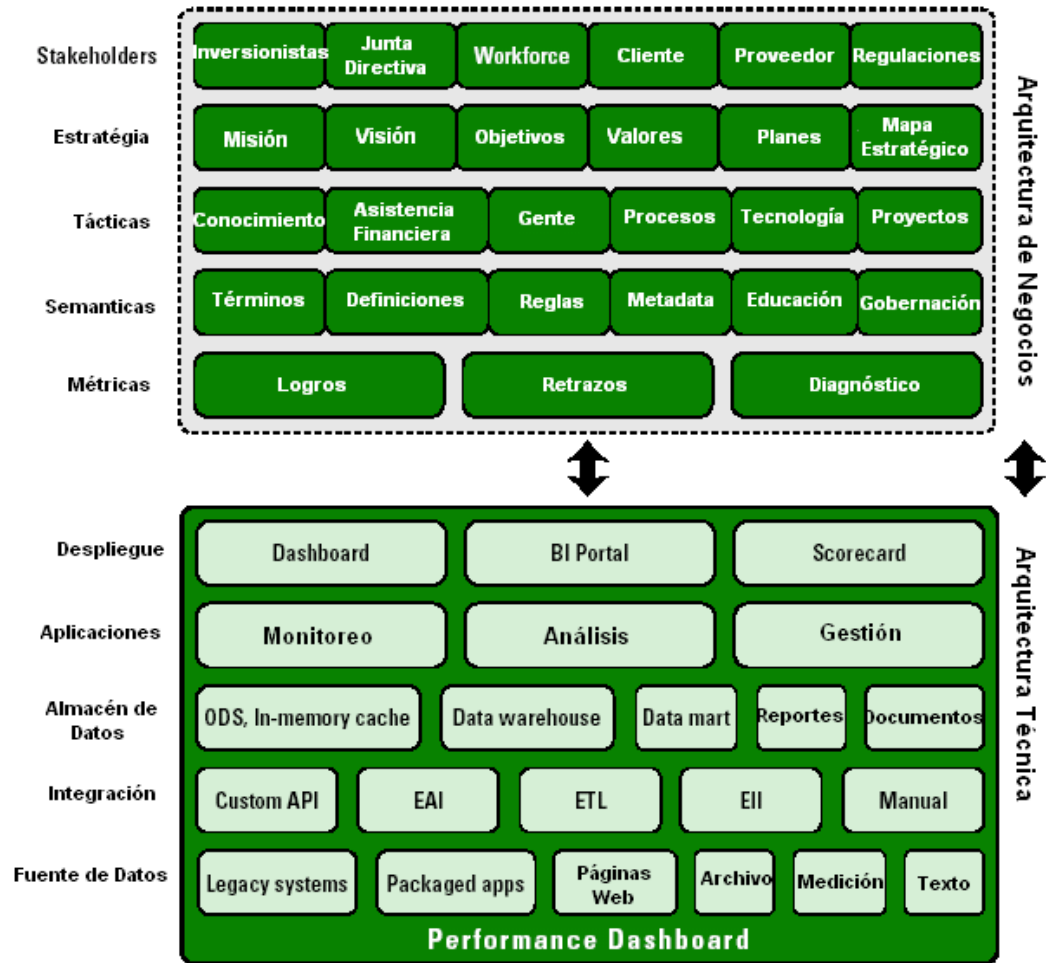 Stakeholders
Inversionistas
Junta
Directiva
Workforce
Cliente
Proveedor
Regulaciones
Estratégia
Misión
Visión
Objetivos
Valores
Planes
Mapa
Estratégico
Tácticas
Conocimiento
Asistencia
Financiera
Gente
Procesos
Tecnología
Proyectos
Semanticas
Términos
Definiciones
Reglas
Metadata
Educación
Gobernación
Métricas
Logros
Retrazos
Diagnóstico
Arquitectura de Negocios
Despliegue
Dashboard
BI Portal
Scorecard
Aplicaciones
Monitoreo
Análisis
Gestión
Almacén de
Datos
ODS, In-memory cache
Data warehouse
Data mart
Reportes
Documentos
Integración
Custom API
EAI
ETL
EII
Manual
Fuente de Datos
Legacy systems
Packaged apps
Páginas
Web
Archivo
Medición
Texto
Performance Dashboard
Arquitectura Técnica